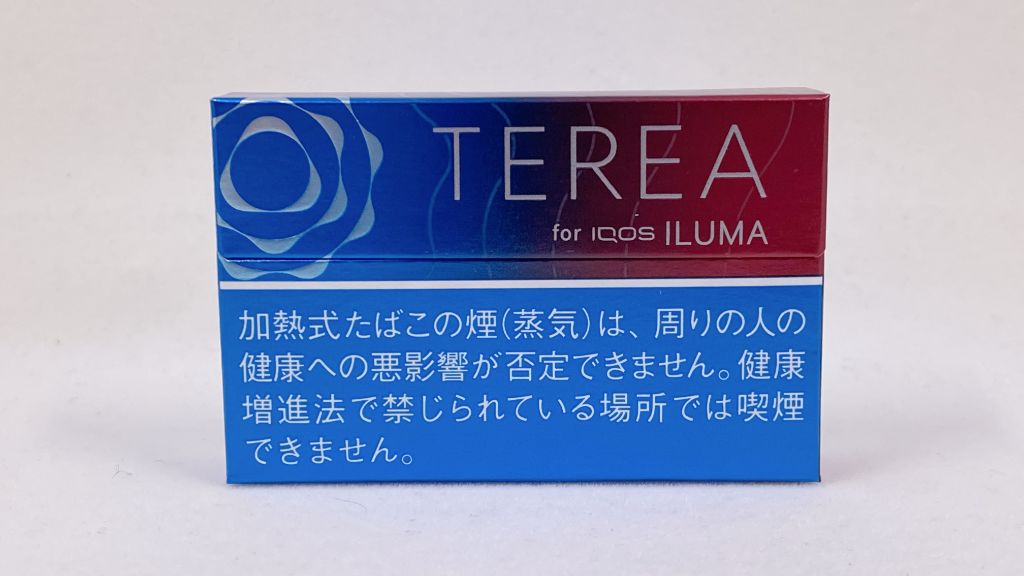 TEREA
for IQOS ILUMA
加熱式たばこの煙(蒸気)は、周りの人の
健康への悪影響が否定できません。健康
増進法で禁じられている場所では喫煙
できません。